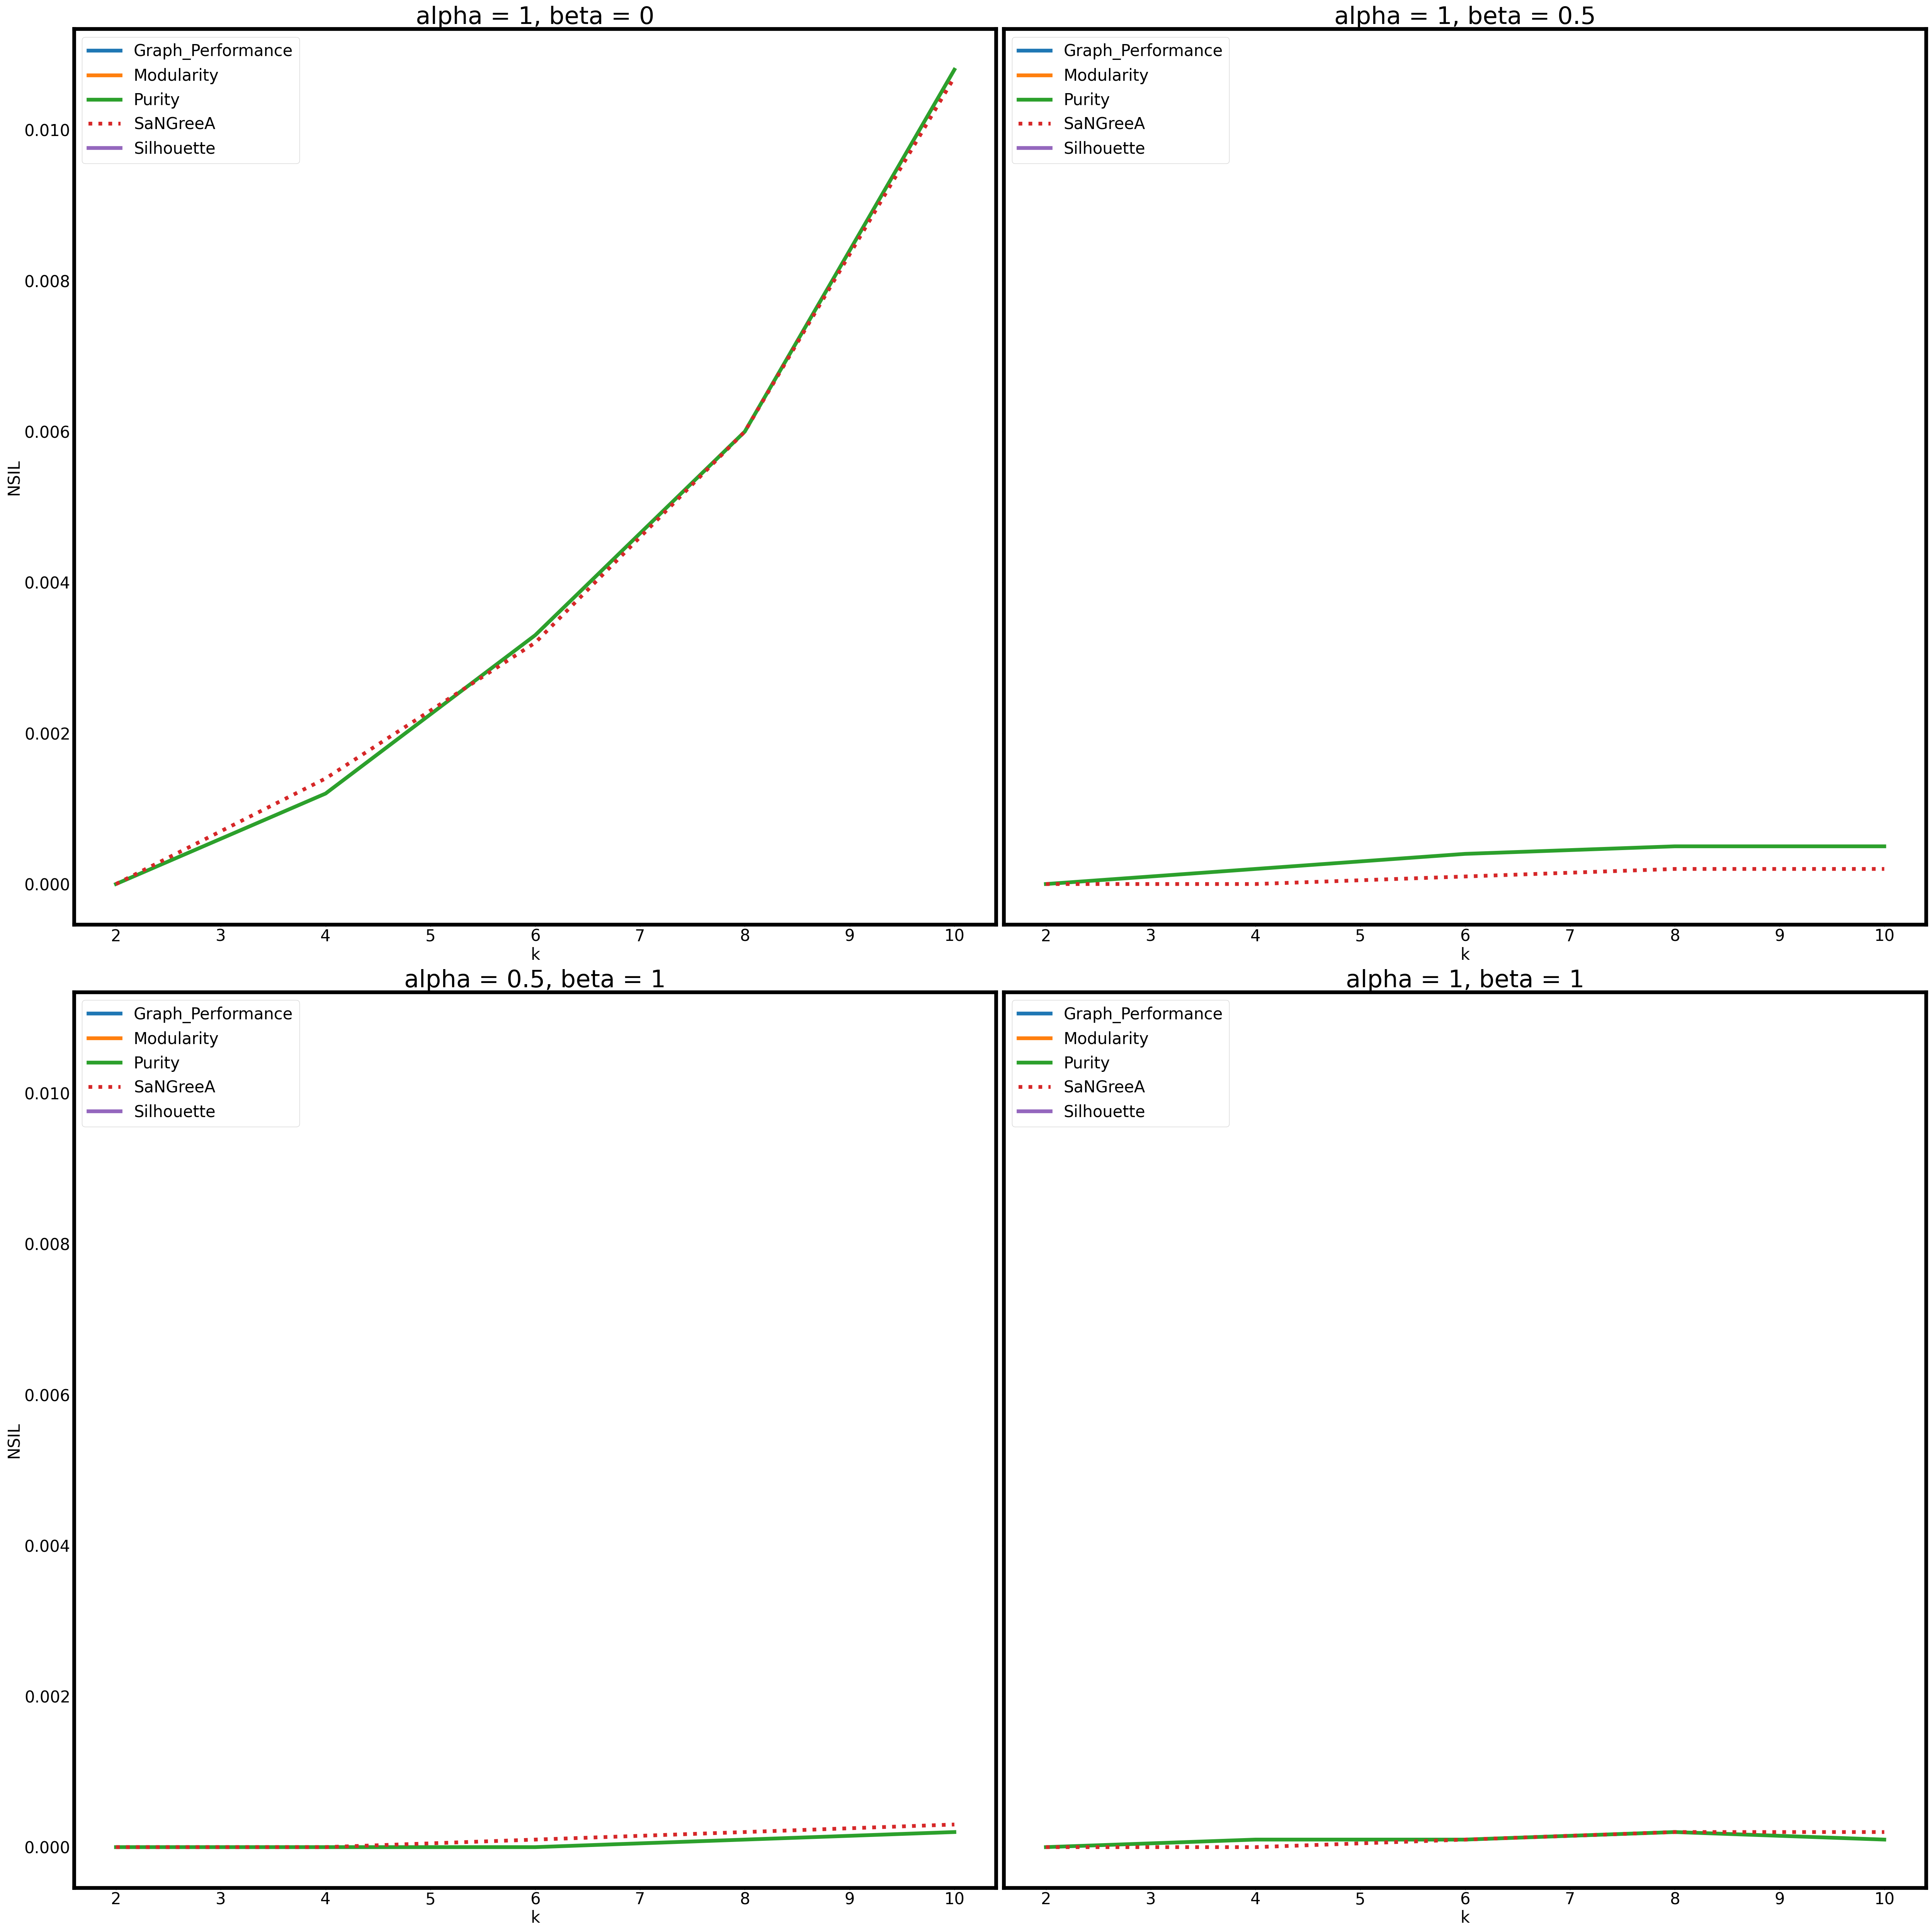 alpha = 1, beta = 0
Graph_Performance
Modularity
Purity
SaNGreeA
Silhouette
0.010
0.008
0.006
0.004
0.002
0.000
NSIL
2 3 4 5 6 7 8 9 10
k
alpha = 1, beta = 0.5
Graph_Performance
Modularity
Purity
SaNGreeA
Silhouette
2 3 4 5 6 7 8 9 10
k
alpha = 0.5, beta = 1
Graph_Performance
Modularity
Purity
SaNGreeA
Silhouette
0.010
0.008
0.006
0.004
0.002
0.000
NSIL
2 3 4 5 6 7 8 9 10
k
alpha = 1, beta = 1
Graph_Performance
Modularity
Purity
SaNGreeA
Silhouette
2 3 4 5 6 7 8 9 10
k